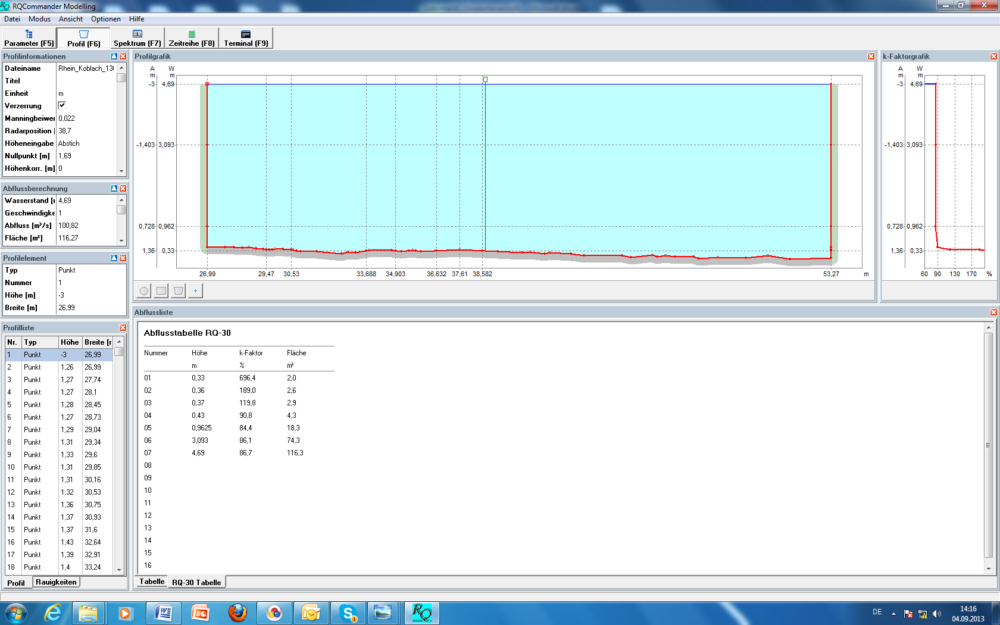 RQCommander Modelling
Datei Modus Ansicht Optionen Hilfe
Parameter (F5) Profil (F6) Spektrum (F7) Zeitreihe (F8) Terminal (F9)
Profilinformationen
Dateiname Rhein_Koblach_13
Titel
Einheit m
Verzerrung
Manningbeiwer 0,022
Radarposition 38,7
Höheneingabe Abstich
Nullpunkt [m] 1,69
Höhenkorr. [m] 0
Abflussberechnung
Wasserstand [r 4,69
Geschwindigke 1
Abfluss [m³/s] 100,82
Fläche [m²] 116,27
Profilelement
Typ Punkt
Nummer 1
Höhe [m] -3
Breite [m] 26,99
Profilliste
Nr. Typ Höhe Breite [r
1 Punkt -3 26,99
2 Punkt 1,26 26,99
3 Punkt 1,27 27,74
4 Punkt 1,27 28,1
5 Punkt 1,28 28,45
6 Punkt 1,27 28,73
7 Punkt 1,29 29,04
8 Punkt 1,31 29,34
9 Punkt 1,33 29,6
10 Punkt 1,31 29,85
11 Punkt 1,31 30,16
12 Punkt 1,32 30,53
13 Punkt 1,36 30,75
14 Punkt 1,37 30,93
15 Punkt 1,37 31,6
16 Punkt 1,43 32,64
17 Punkt 1,39 32,91
18 Punkt 1,4 33,24
Profil Rauigkeiten
Profilgrafik
A W
m m
-3 4,69
-1,403 3,093
0,728 0,962
1,36 0,33
26,99 29,47 30,53 33,688 34,903 36,632 37,61 38,582 53,27 m
k-Faktorgrafik
A W
m m
-3 4,69
-1,403 3,093
0,728 0,962
1,36 0,33
60 90 130 170 %
Abflussliste
Abflusstabelle RQ-30
Nummer Höhe k-Faktor Fläche
m % m²
01 0,33 696,4 2,0
02 0,36 189,0 2,6
03 0,37 119,8 2,9
04 0,43 90,8 4,3
05 0,9625 84,4 18,3
06 3,093 86,1 74,3
07 4,69 86,7 116,3
08
09
10
11
12
13
14
15
16
Tabelle RQ-30 Tabelle
DE
14:16
04.09.2013